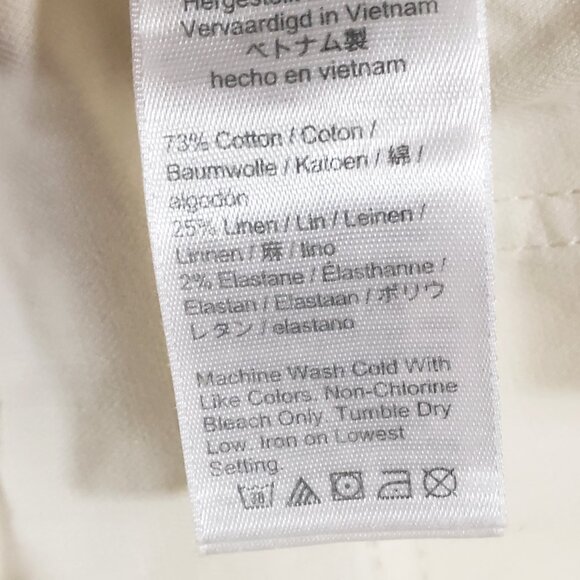 Hergestellt
Vervaardigd in Vietnam
ベトナム製
hecho en vietnam
73% Cotton / Coton /
Baumwolle / Katoen / 綿 /
algodón
25% Linen / Lin / Leinen /
Linnen / 麻 / lino
2% Elastane / Élasthanne /
Elastan / Elastaan / ポリウ
レタン / elastano
Machine Wash Cold With
Like Colors. Non-Chlorine
Bleach Only. Tumble Dry
Low. Iron on Lowest
Setting.
30